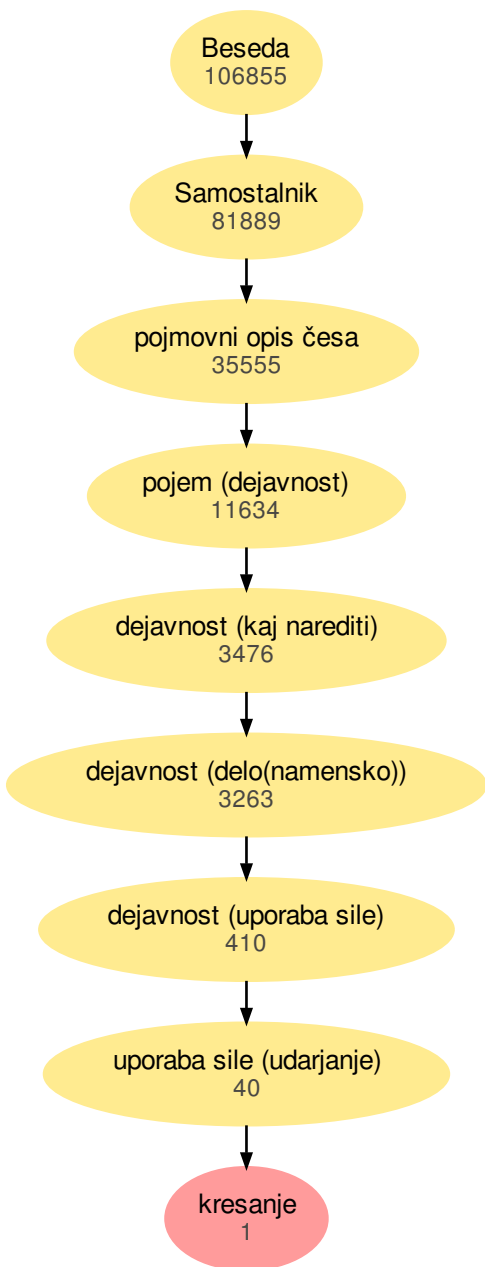 Beseda
106855
Samostalnik
81889
pojmovni opis česa
35555
pojem (dejavnost)
11634
dejavnost (kaj narediti)
3476
dejavnost (delo(namensko))
3263
dejavnost (uporaba sile)
410
uporaba sile (udarjanje)
40
kresanje
1